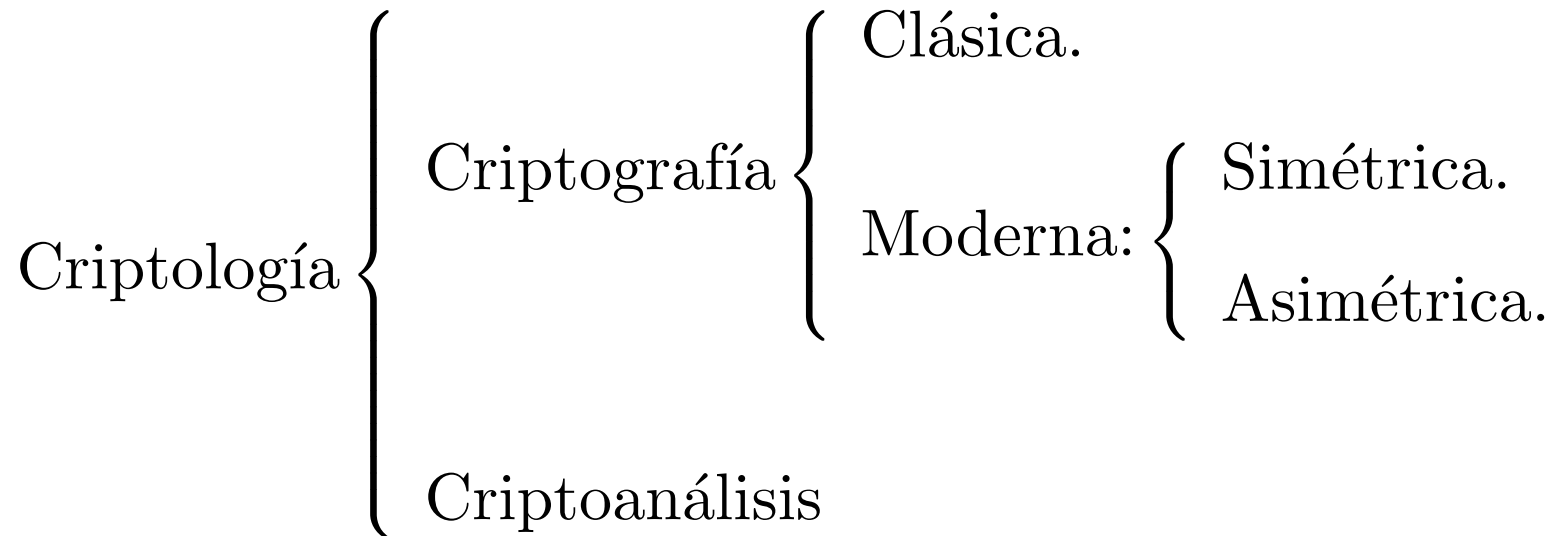 Criptología
Criptografía
Clásica.
Moderna:
Simétrica.
Asimétrica.
Criptoanálisis